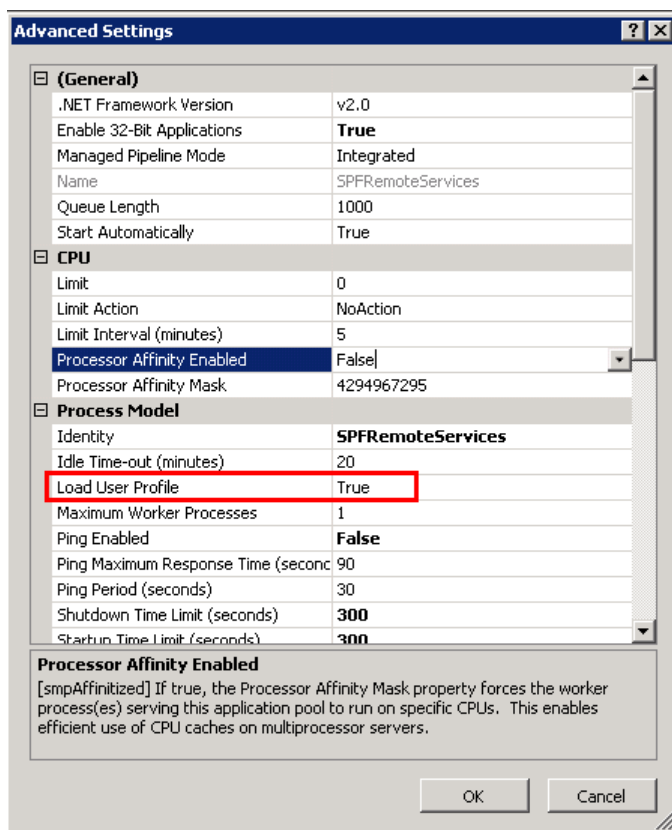 Advanced Settings
(General)
.NET Framework Version v2.0
Enable 32-Bit Applications True
Managed Pipeline Mode Integrated
Name SPFRemoteServices
Queue Length 1000
Start Automatically True
CPU
Limit 0
Limit Action NoAction
Limit Interval (minutes) 5
Processor Affinity Enabled False
Processor Affinity Mask 4294967295
Process Model
Identity SPFRemoteServices
Idle Time-out (minutes) 20
Load User Profile True
Maximum Worker Processes 1
Ping Enabled False
Ping Maximum Response Time (seconc 90
Ping Period (seconds) 30
Shutdown Time Limit (seconds) 300
Startup Time Limit (seconds) 300
Processor Affinity Enabled
[smpAffinitized] If true, the Processor Affinity Mask property forces the worker
process(es) serving this application pool to run on specific CPUs. This enables
efficient use of CPU caches on multiprocessor servers.
OK Cancel